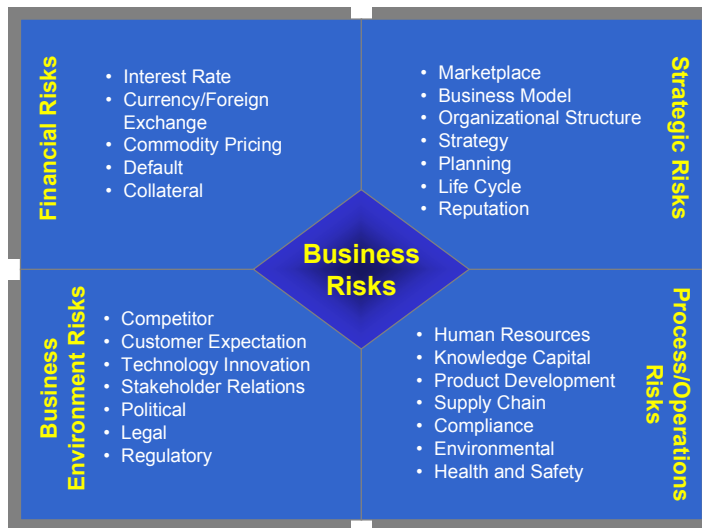 Financial Risks
• Interest Rate
• Currency/Foreign
Exchange
• Commodity Pricing
• Default
• Collateral
Strategic Risks
• Marketplace
• Business Model
• Organizational Structure
• Strategy
• Planning
• Life Cycle
• Reputation
Business
Risks
Business
Environment Risks
• Competitor
• Customer Expectation
• Technology Innovation
• Stakeholder Relations
• Political
• Legal
• Regulatory
Process/Operations
Risks
• Human Resources
• Knowledge Capital
• Product Development
• Supply Chain
• Compliance
• Environmental
• Health and Safety